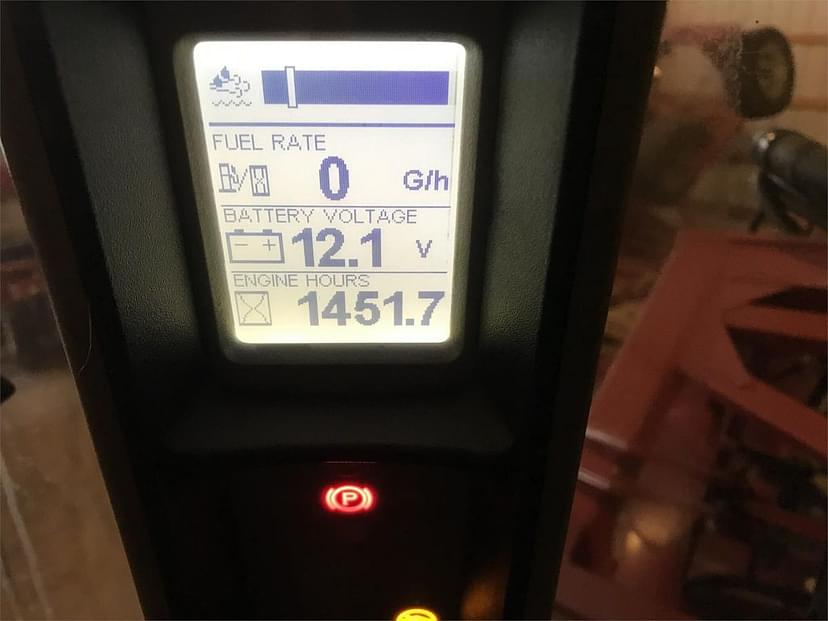 FUEL RATE
0 G/h
BATTERY VOLTAGE
- + 12.1 V
ENGINE HOURS
1451.7
P